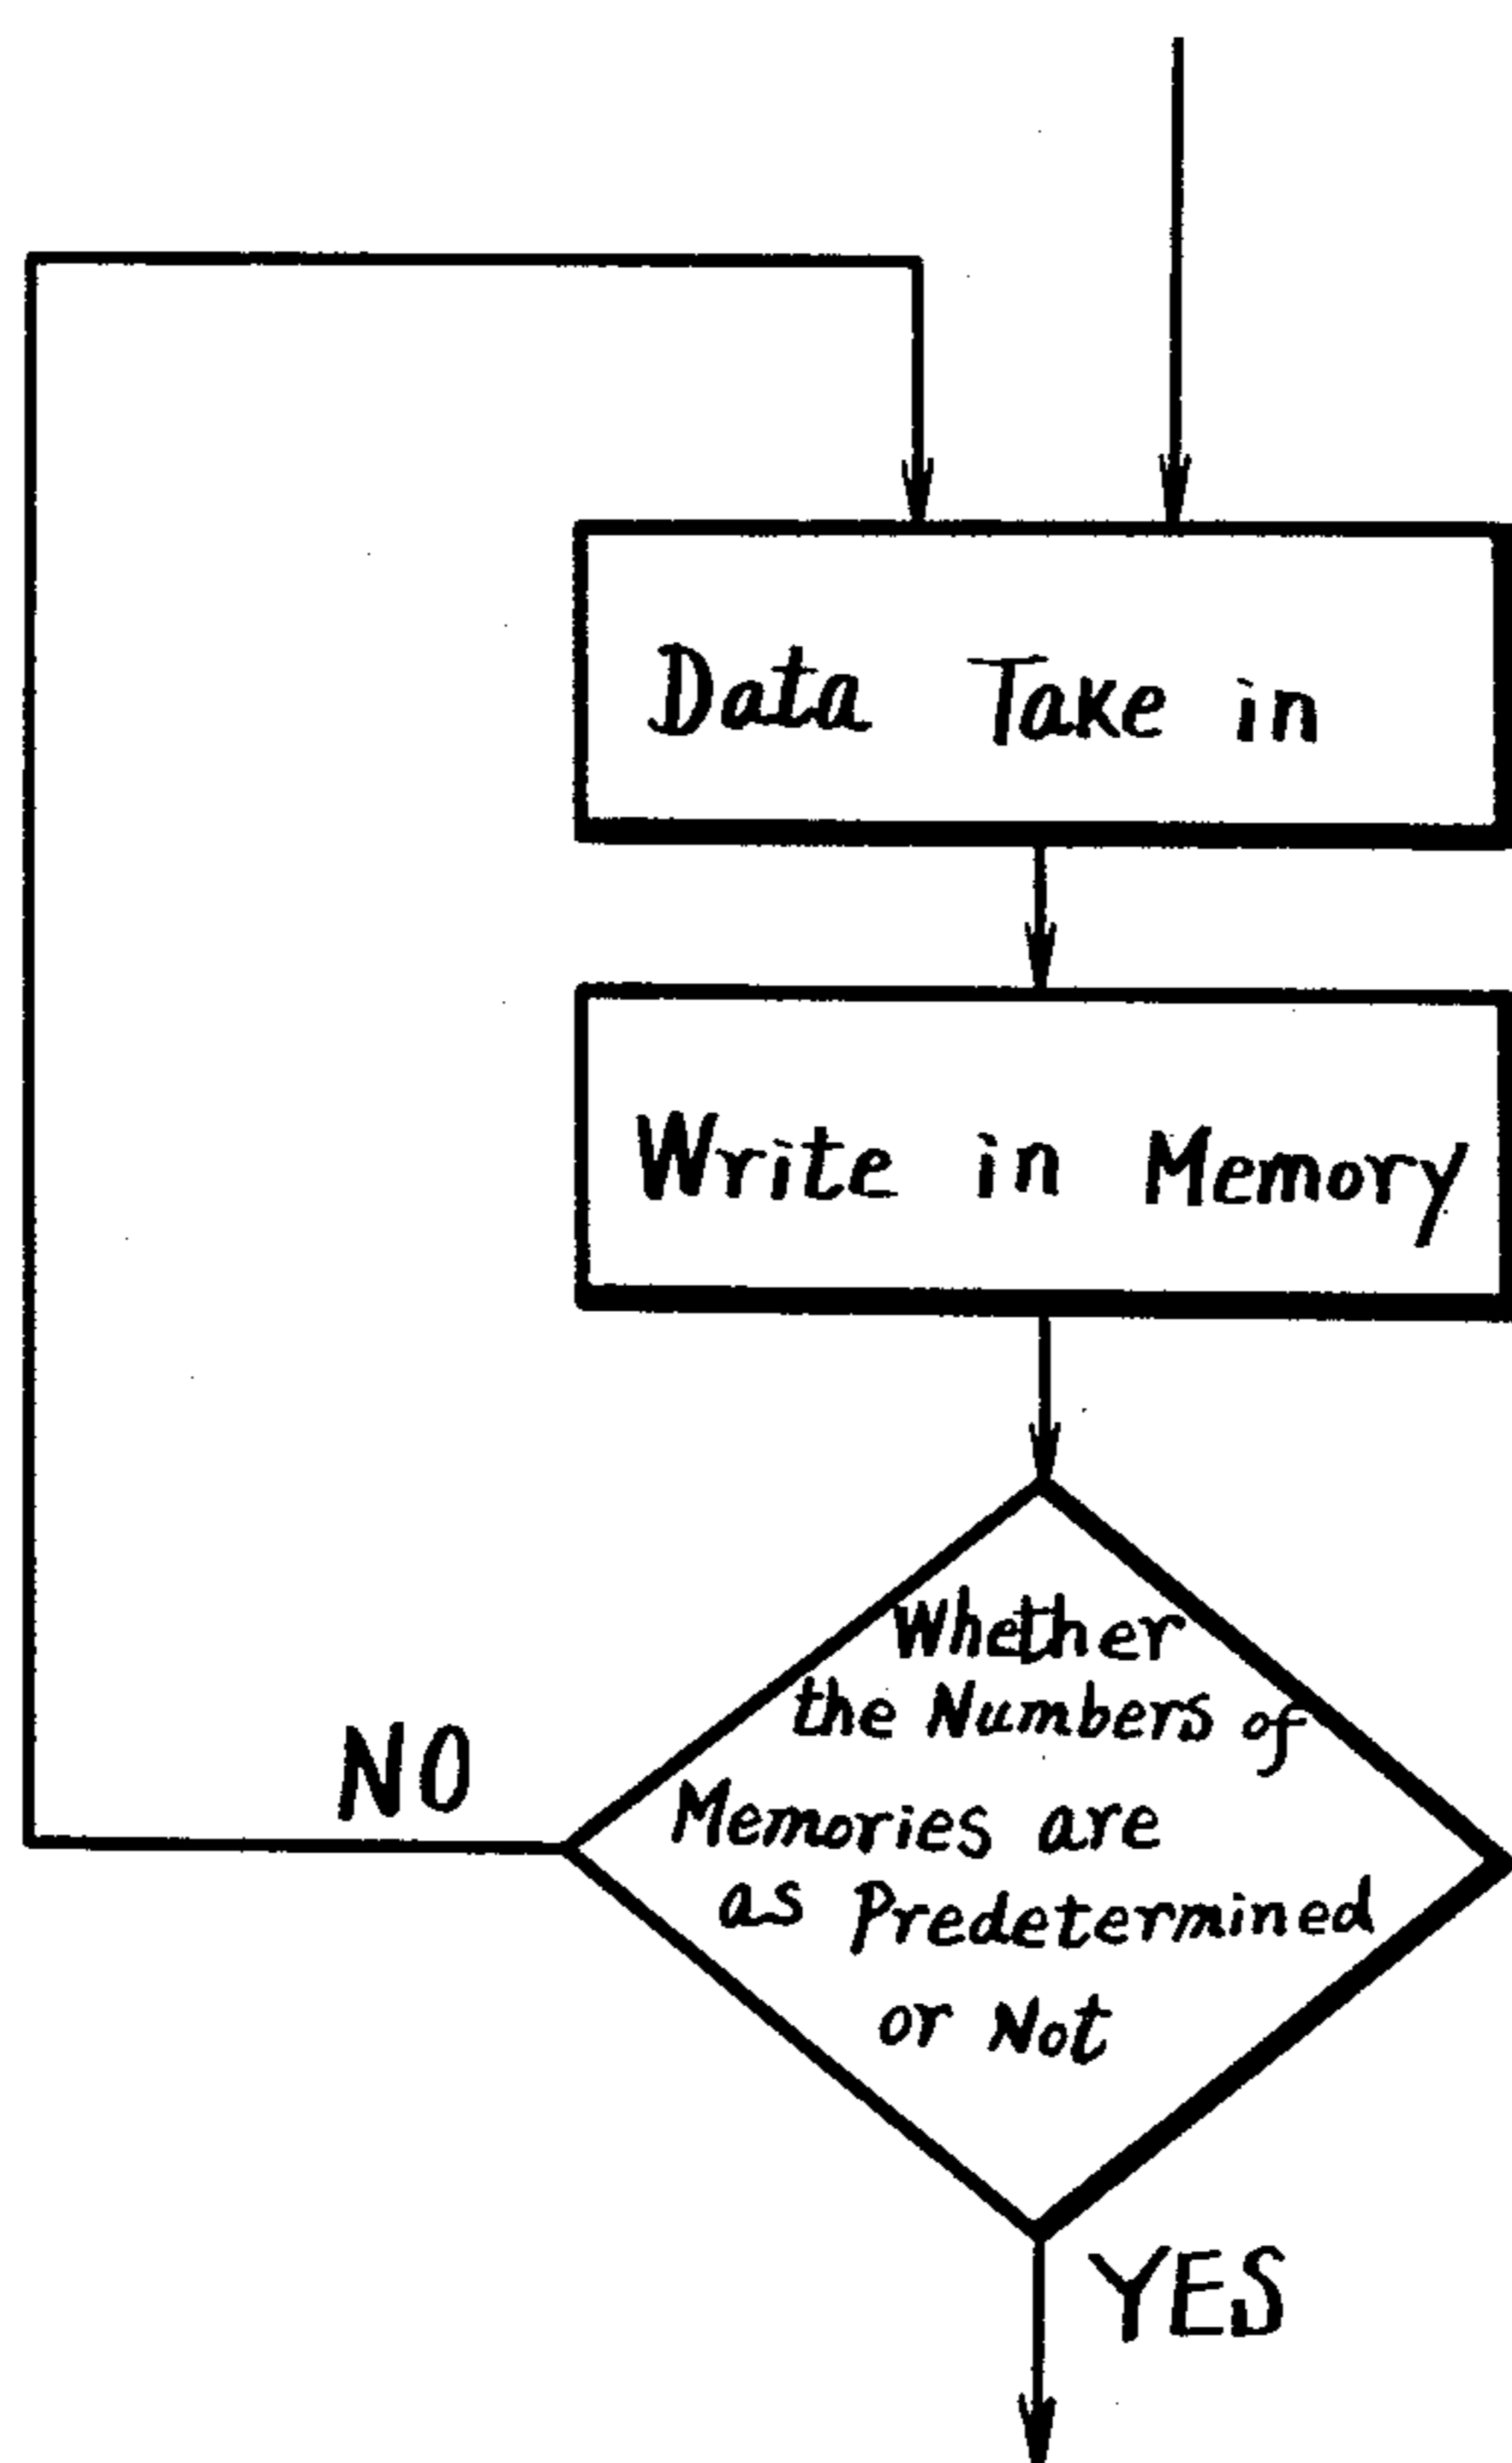 Data Take in
Write in Memory
Whether
the Numbers of
Memories are
as Predetermined
or Not
NO
YES